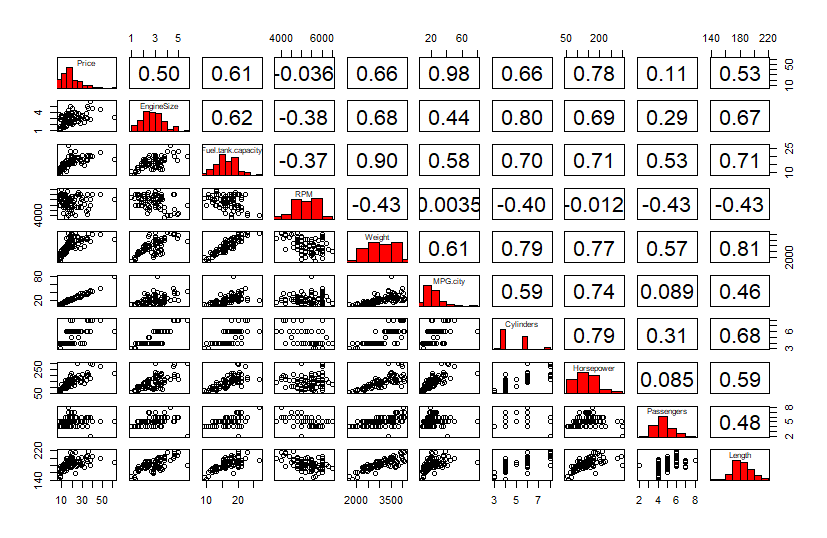 1 3 5 4000 6000 20 60 50 200 140 180 220
Price 0.50 0.61 -0.036 0.66 0.98 0.66 0.78 0.11 0.53 10 50
1 4 EngineSize 0.62 -0.38 0.68 0.44 0.80 0.69 0.29 0.67
Fuel.tank.capacity -0.37 0.90 0.58 0.70 0.71 0.53 0.71 10 25
4000 RPM -0.43 0.0035 -0.40 -0.012 -0.43 -0.43
Weight 0.61 0.79 0.77 0.57 0.81 2000
20 80 MPG.city 0.59 0.74 0.089 0.46
Cylinders 0.79 0.31 0.68 3 6
50 250 Horsepower 0.085 0.59
Passengers 0.48 2 5 8
140 220 Length
10 30 50 10 20 2000 3500 3 5 7 2 4 6 8